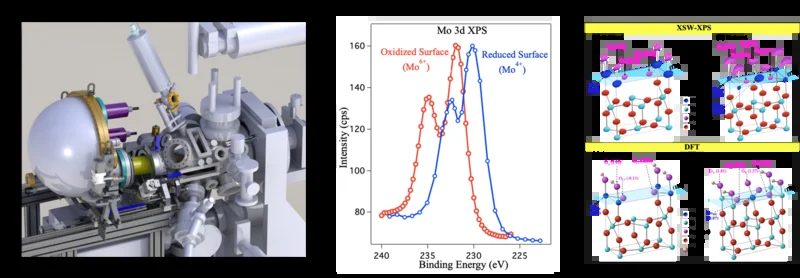 Mo 3d XPS
Oxidized Surface
(Mo6+)
Reduced Surface
(Mo4+)
160
140
120
100
80
Intensity (cps)
240
235
230
225
Binding Energy (eV)
XSW-XPS
DFT